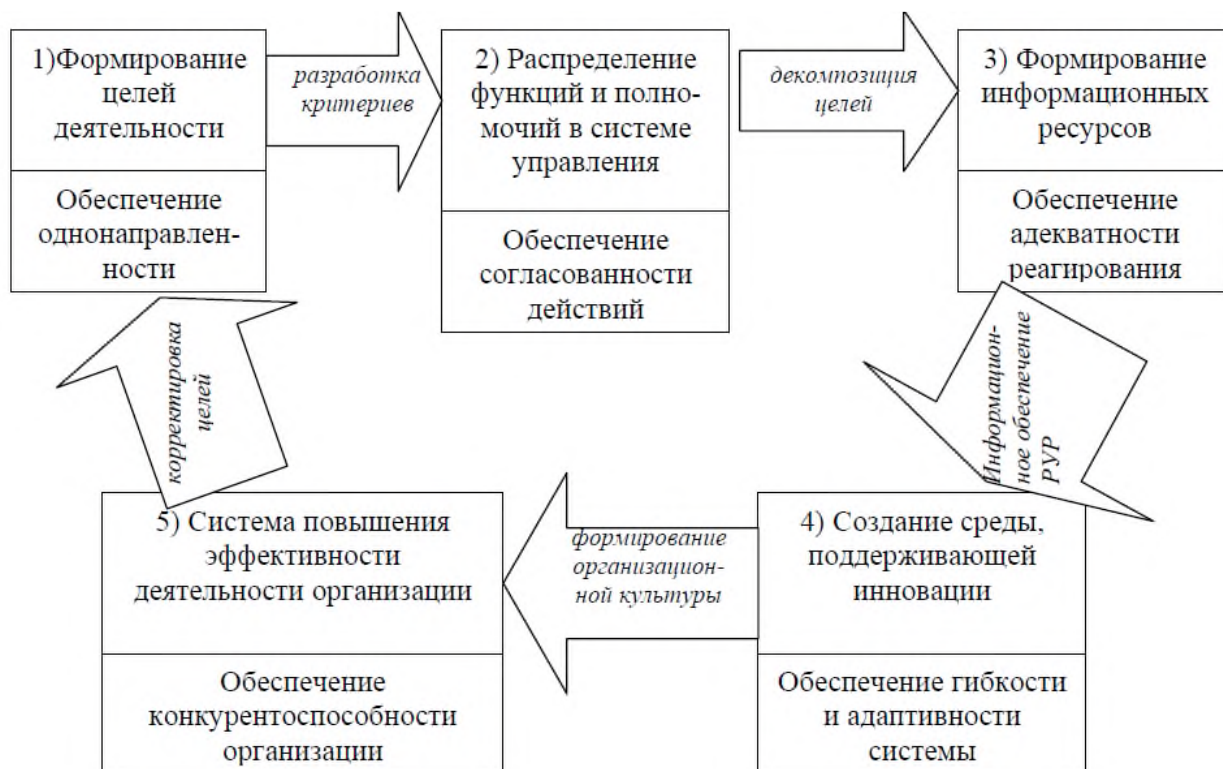 1)Формирование
целей
деятельности
Обеспечение
однонаправлен-
ности
разработка
критериев
2) Распределение
функций и полно-
мочий в системе
управления
Обеспечение
согласованности
действий
декомпозиция
целей
3) Формирование
информационных
ресурсов
Обеспечение
адекватности
реагирования
Информацион-
ное обеспечение
РУР
4) Создание среды,
поддерживающей
инновации
Обеспечение гибкости
и адаптивности
системы
формирование
организацион-
ной культуры
5) Система повышения
эффективности
деятельности организации
Обеспечение
конкурентоспособности
организации
корректировка
целей